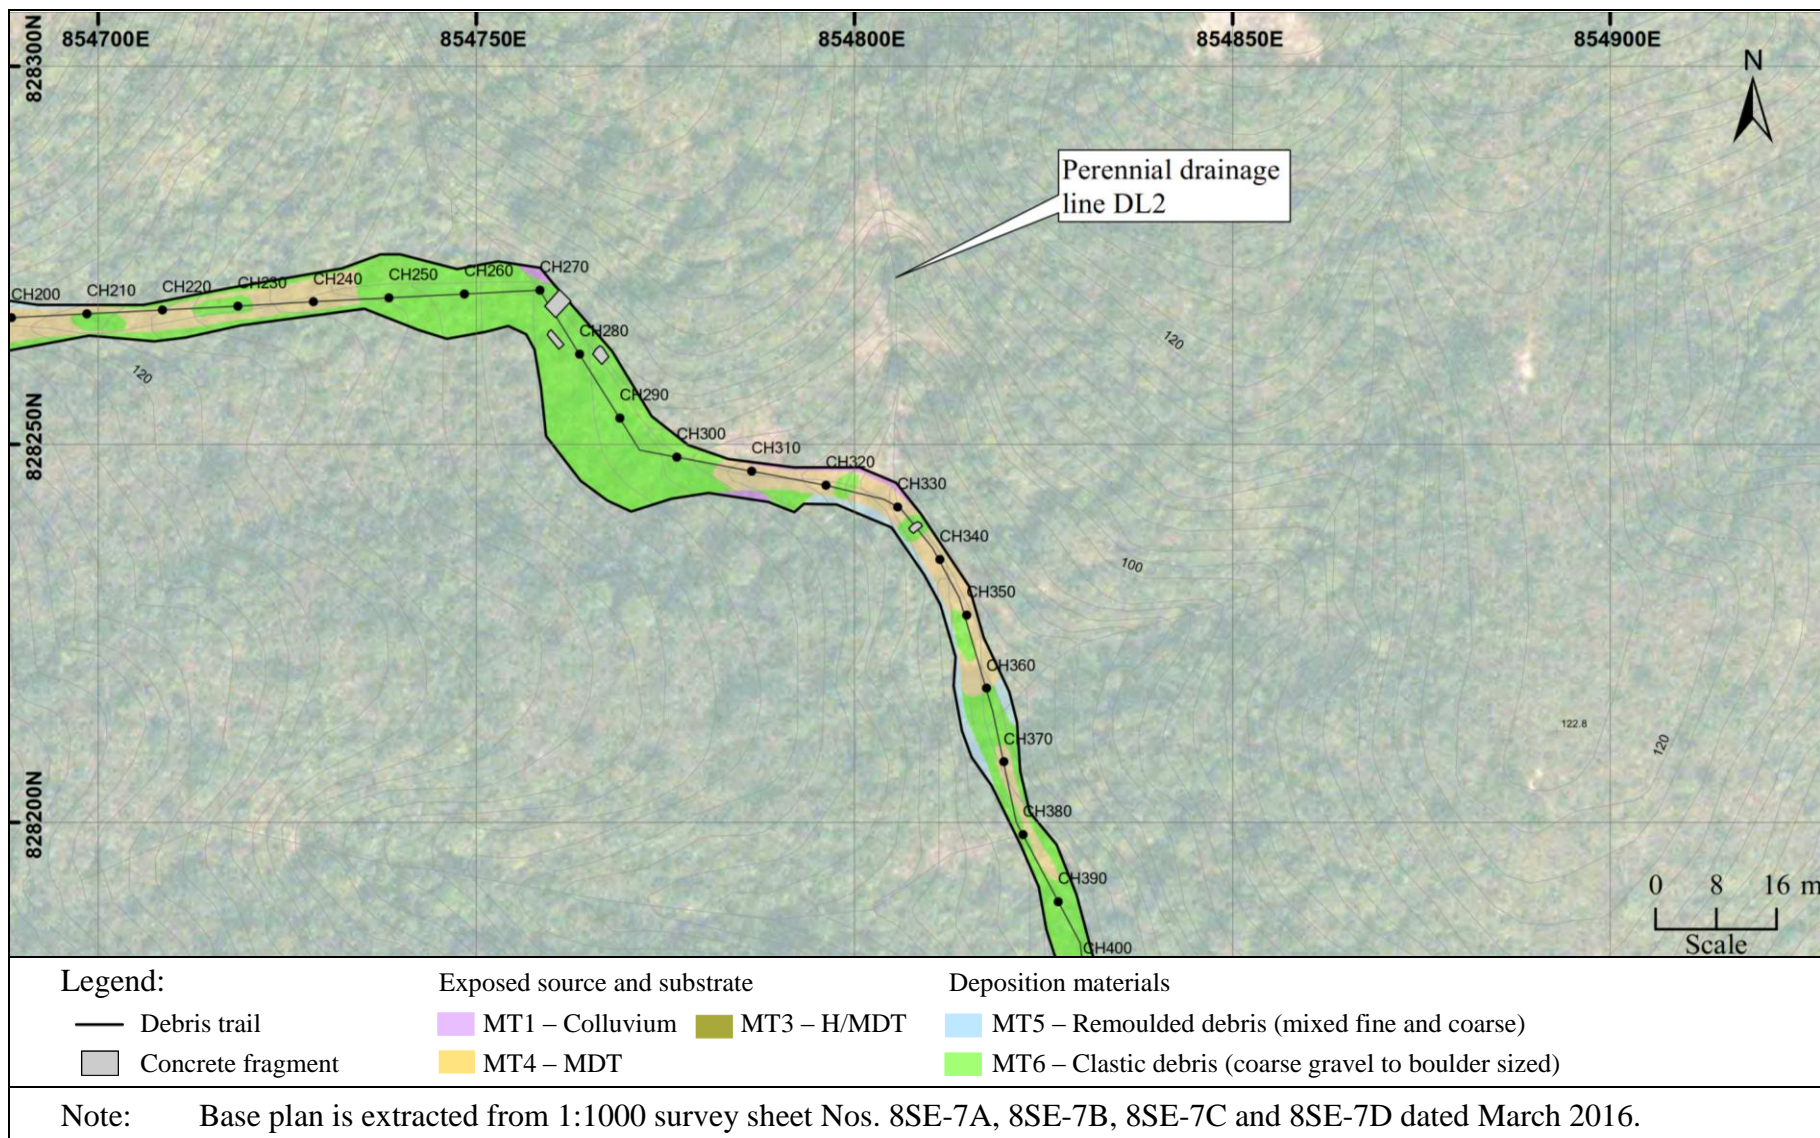 854700E
854750E
854800E
854850E
854900E
828300N
828250N
828200N
N
Perennial drainage
line DL2
CH200
CH210
CH220
CH230
CH240
CH250
CH260
CH270
CH280
CH290
CH300
CH310
CH320
CH330
CH340
CH350
CH360
CH370
CH380
CH390
CH400
120
120
100
122.8
120
0 8 16 m
Scale
Legend:
Debris trail
Concrete fragment
Exposed source and substrate
MT1 – Colluvium
MT3 – H/MDT
MT4 – MDT
Deposition materials
MT5 – Remoulded debris (mixed fine and coarse)
MT6 – Clastic debris (coarse gravel to boulder sized)
Note: Base plan is extracted from 1:1000 survey sheet Nos. 8SE-7A, 8SE-7B, 8SE-7C and 8SE-7D dated March 2016.